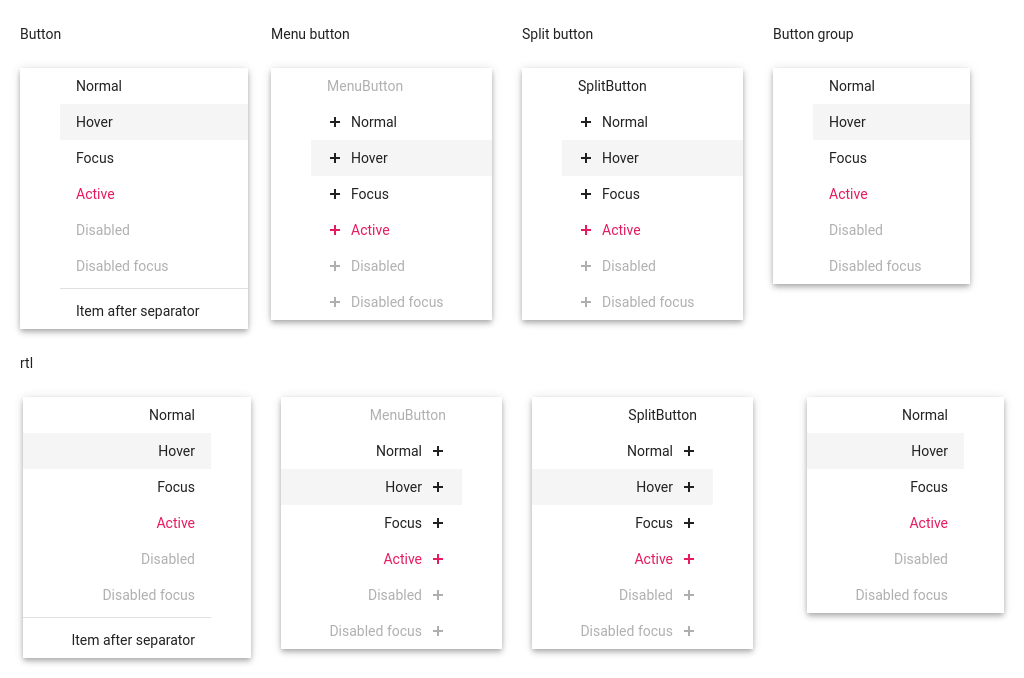 Button
Normal
Hover
Focus
Active
Disabled
Disabled focus
Item after separator
Menu button
MenuButton
+ Normal
+ Hover
+ Focus
+ Active
+ Disabled
+ Disabled focus
Split button
SplitButton
+ Normal
+ Hover
+ Focus
+ Active
+ Disabled
+ Disabled focus
Button group
Normal
Hover
Focus
Active
Disabled
Disabled focus
rtl
Normal
Hover
Focus
Active
Disabled
Disabled focus
Item after separator
MenuButton
Normal +
Hover +
Focus +
Active +
Disabled +
Disabled focus +
SplitButton
Normal +
Hover +
Focus +
Active +
Disabled +
Disabled focus +
Normal
Hover
Focus
Active
Disabled
Disabled focus